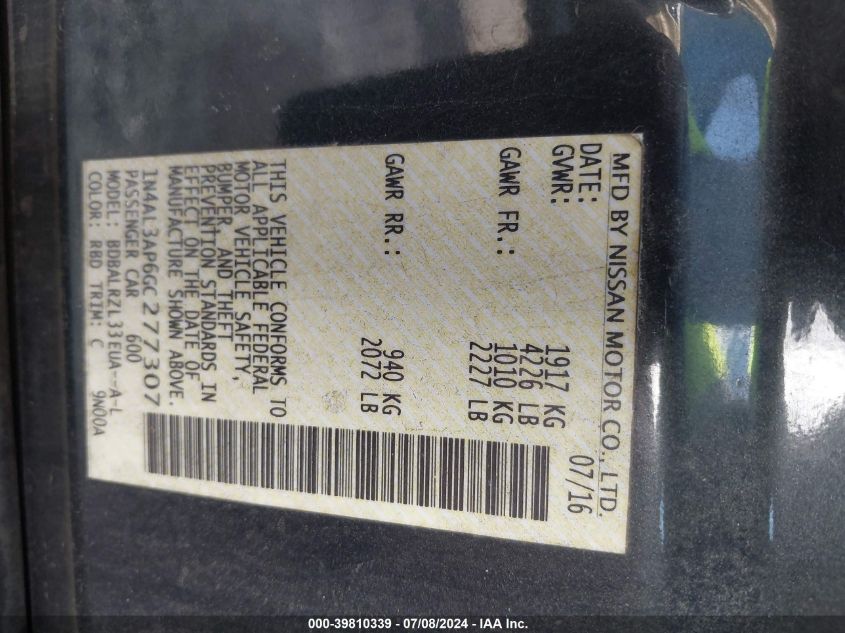 MFD BY NISSAN MOTOR CO., LTD.
DATE: 07/16
GVWR: 1917 KG
4226 LB
GAWR FR.: 1010 KG
2227 LB
GAWR RR.: 940 KG
2072 LB
THIS VEHICLE CONFORMS TO
ALL APPLICABLE FEDERAL
MOTOR VEHICLE SAFETY,
BUMPER, AND THEFT
PREVENTION STANDARDS IN
EFFECT ON THE DATE OF
MANUFACTURE SHOWN ABOVE.
1N4AL3AP6GC277307
PASSENGER CAR 600
MODEL: BDBALRZL33EUA--A-L
COLOR: RBD TRIM: C 9N00A
000-39810339 - 07/08/2024 - IAA Inc.